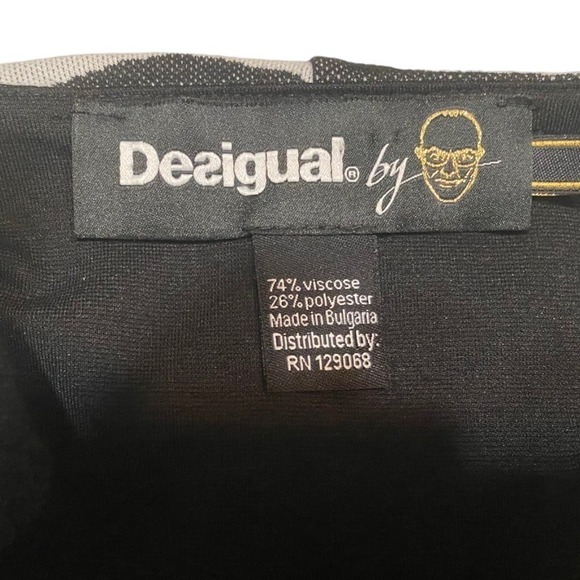 Desigual® by
74% viscose
26% polyester
Made in Bulgaria
Distributed by:
RN 129068